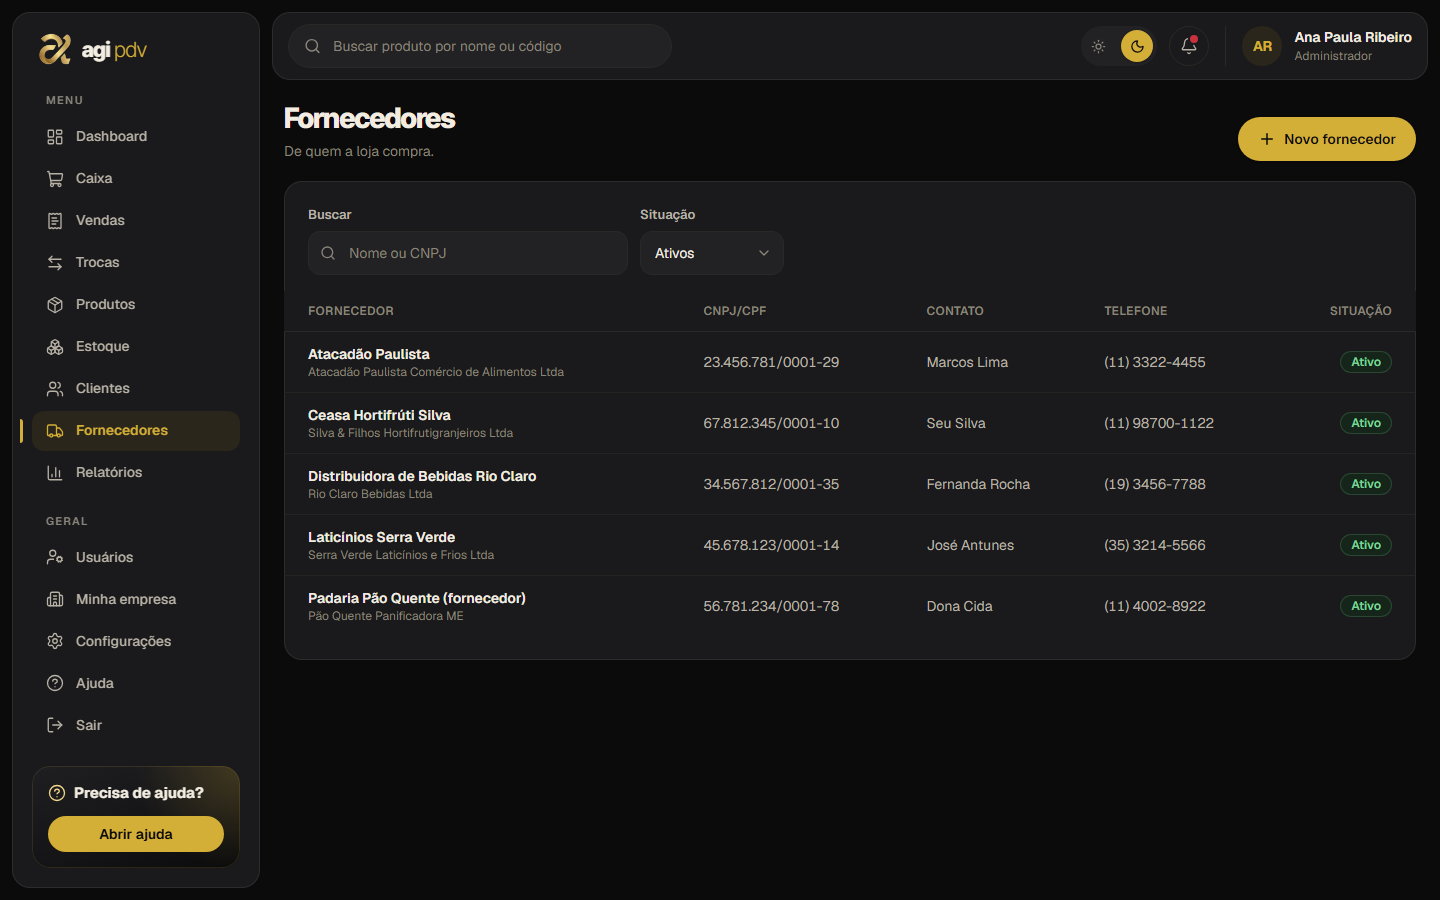 agi pdv
MENU
Dashboard
Caixa
Vendas
Trocas
Produtos
Estoque
Clientes
Fornecedores
Relatórios
GERAL
Usuários
Minha empresa
Configurações
Ajuda
Sair
Precisa de ajuda?
Abrir ajuda
Buscar produto por nome ou código
AR
Ana Paula Ribeiro
Administrador
Fornecedores
De quem a loja compra.
Novo fornecedor
Buscar
Situação
Nome ou CNPJ
Ativos
FORNECEDOR CNPJ/CPF CONTATO TELEFONE SITUAÇÃO
Atacadão Paulista
Atacadão Paulista Comércio de Alimentos Ltda
23.456.781/0001-29 Marcos Lima (11) 3322-4455 Ativo
Ceasa Hortifrúti Silva
Silva & Filhos Hortifrutigranjeiros Ltda
67.812.345/0001-10 Seu Silva (11) 98700-1122 Ativo
Distribuidora de Bebidas Rio Claro
Rio Claro Bebidas Ltda
34.567.812/0001-35 Fernanda Rocha (19) 3456-7788 Ativo
Laticínios Serra Verde
Serra Verde Laticínios e Frios Ltda
45.678.123/0001-14 José Antunes (35) 3214-5566 Ativo
Padaria Pão Quente (fornecedor)
Pão Quente Panificadora ME
56.781.234/0001-78 Dona Cida (11) 4002-8922 Ativo